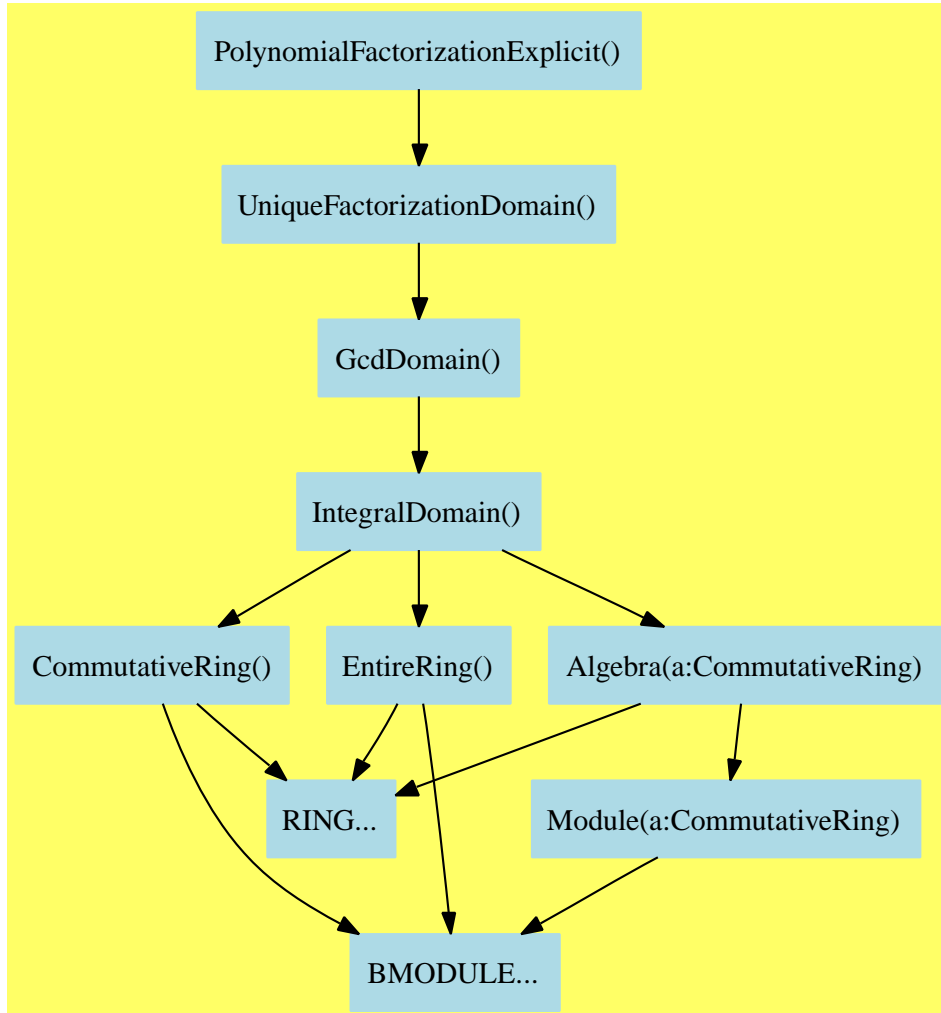 PolynomialFactorizationExplicit()
UniqueFactorizationDomain()
GcdDomain()
IntegralDomain()
CommutativeRing()
EntireRing()
Algebra(a:CommutativeRing)
RING...
Module(a:CommutativeRing)
BMODULE...